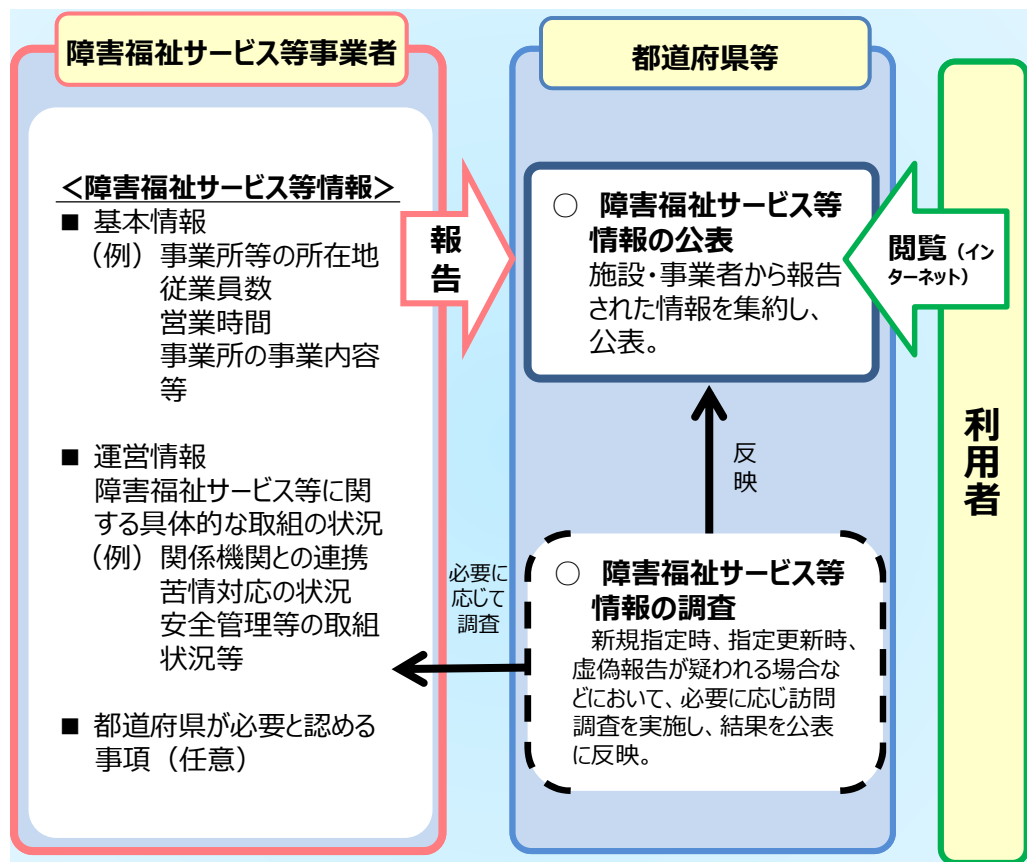 障害福祉サービス等事業者
＜障害福祉サービス等情報＞
■ 基本情報
（例）事業所等の所在地
従業員数
営業時間
事業所の事業内容
等
■ 運営情報
障害福祉サービス等に関
する具体的な取組の状況
（例）関係機関との連携
苦情対応の状況
安全管理等の取組
状況等
■ 都道府県が必要と認める
事項（任意）
報告
必要に
応じて
調査
都道府県等
○ 障害福祉サービス等
情報の公表
施設・事業者から報告
された情報を集約し、
公表。
反映
○ 障害福祉サービス等
情報の調査
新規指定時、指定更新時、
虚偽報告が疑われる場合な
どにおいて、必要に応じ訪問
調査を実施し、結果を公表
に反映。
閲覧（イン
ターネット）
利用者